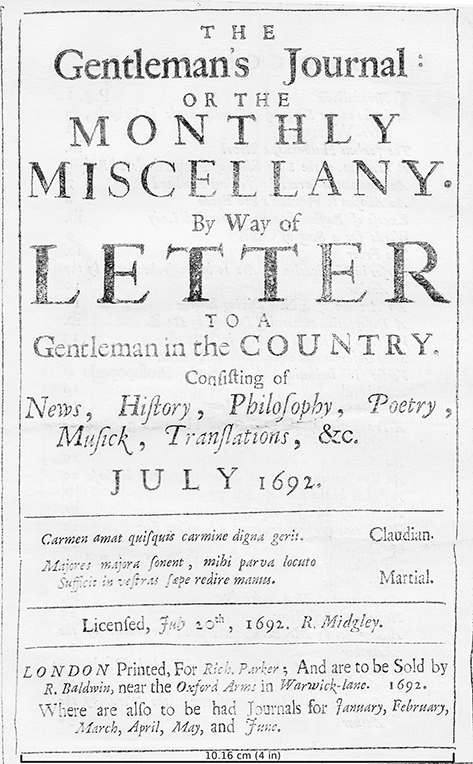 THE
Gentleman's Journal:
OR THE
MONTHLY
MISCELLANY.
By Way of
LETTER
TO A
Gentleman in the COUNTRY.
Conſiſting of
News, Hiſtory, Philoſophy, Poetry,
Muſick, Tranſlations, &c.
JULY 1692.
Carmen amat quiſquis carmine digna gerit. Claudian.
Majores majora ſonent, mihi parva locuto
Sufficit in veſtras ſæpe redire manus. Martial.
Licenſed, July 20th, 1692. R. Midgley.
LONDON Printed, For Rich. Parker; And are to be Sold by
R. Baldwin, near the Oxford Arms in Warwick-lane. 1692.
Where are alſo to be had Journals for January, February,
March, April, May, and June.
10.16 cm (4 in)